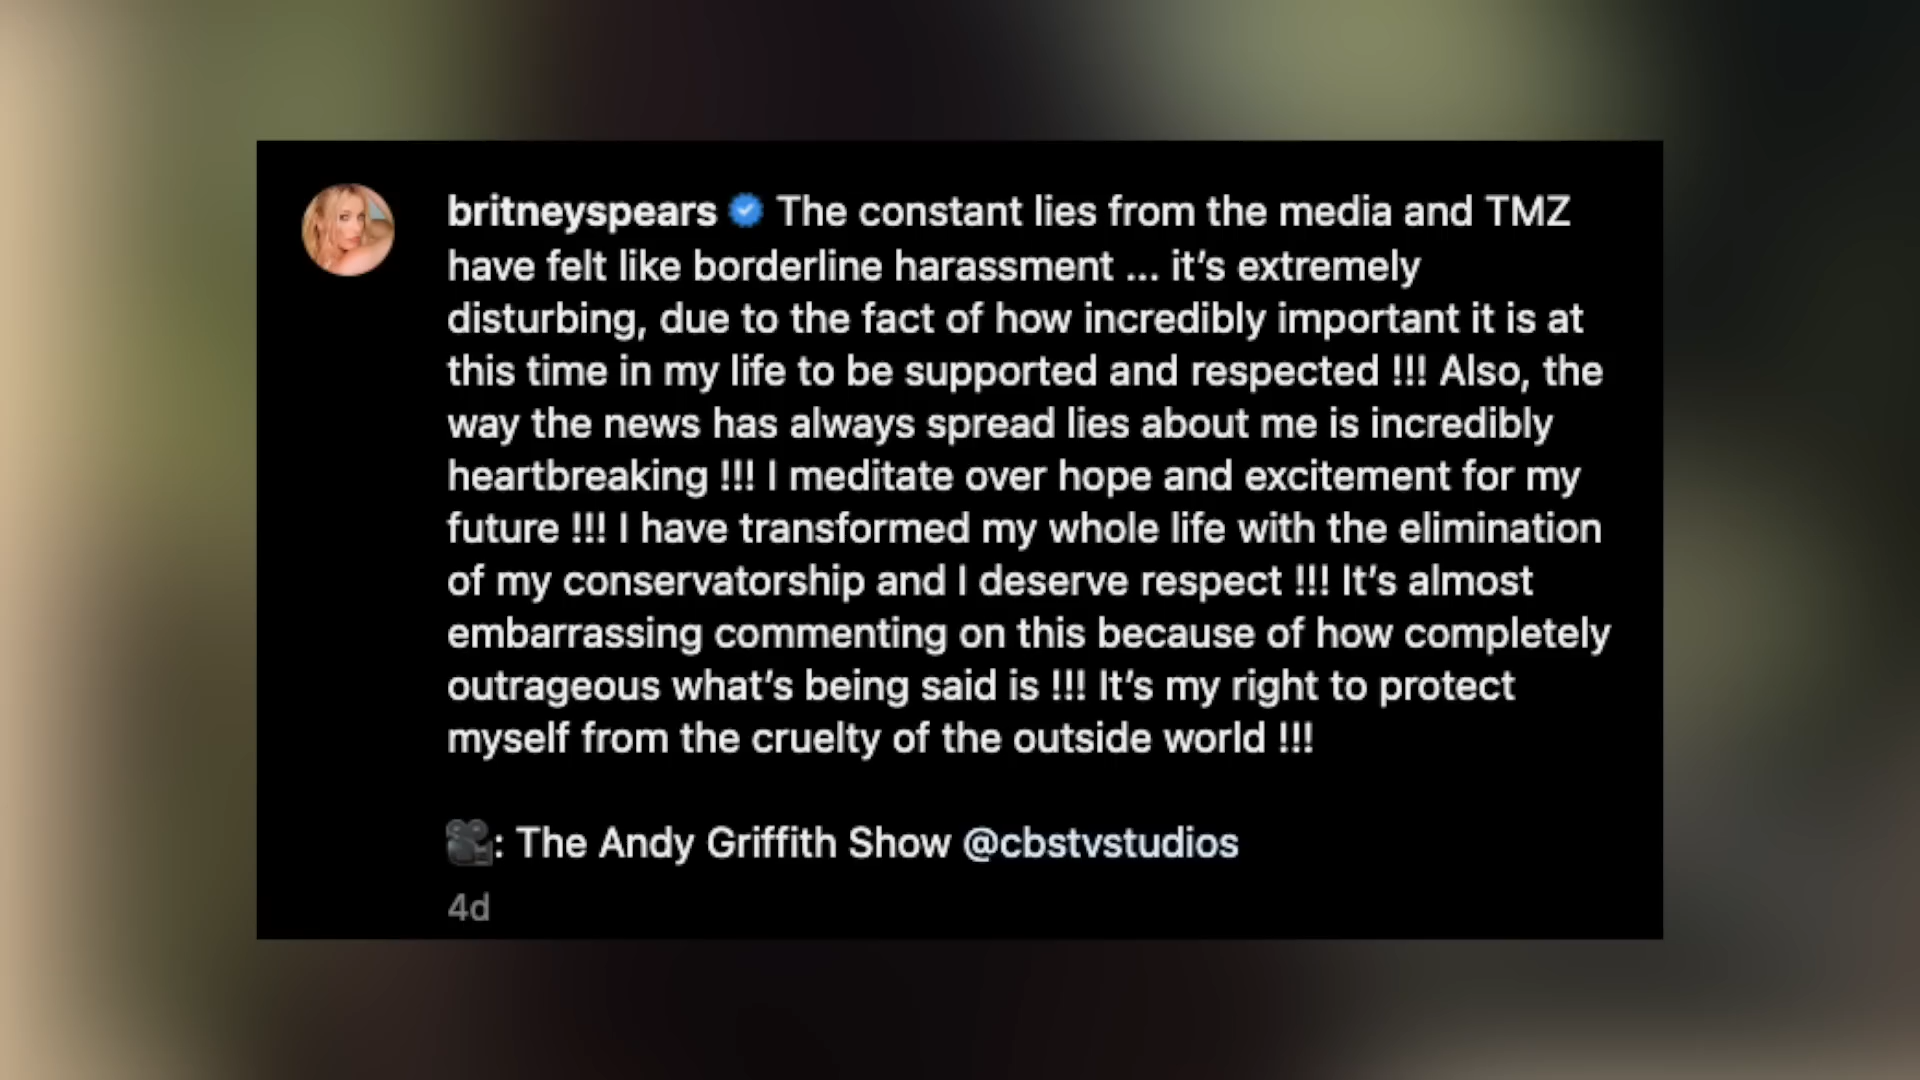 britneyspears The constant lies from the media and TMZ
have felt like borderline harassment ... it’s extremely
disturbing, due to the fact of how incredibly important it is at
this time in my life to be supported and respected !!! Also, the
way the news has always spread lies about me is incredibly
heartbreaking !!! I meditate over hope and excitement for my
future !!! I have transformed my whole life with the elimination
of my conservatorship and I deserve respect !!! It’s almost
embarrassing commenting on this because of how completely
outrageous what’s being said is !!! It’s my right to protect
myself from the cruelty of the outside world !!!
🎥: The Andy Griffith Show @cbstvstudios
4d